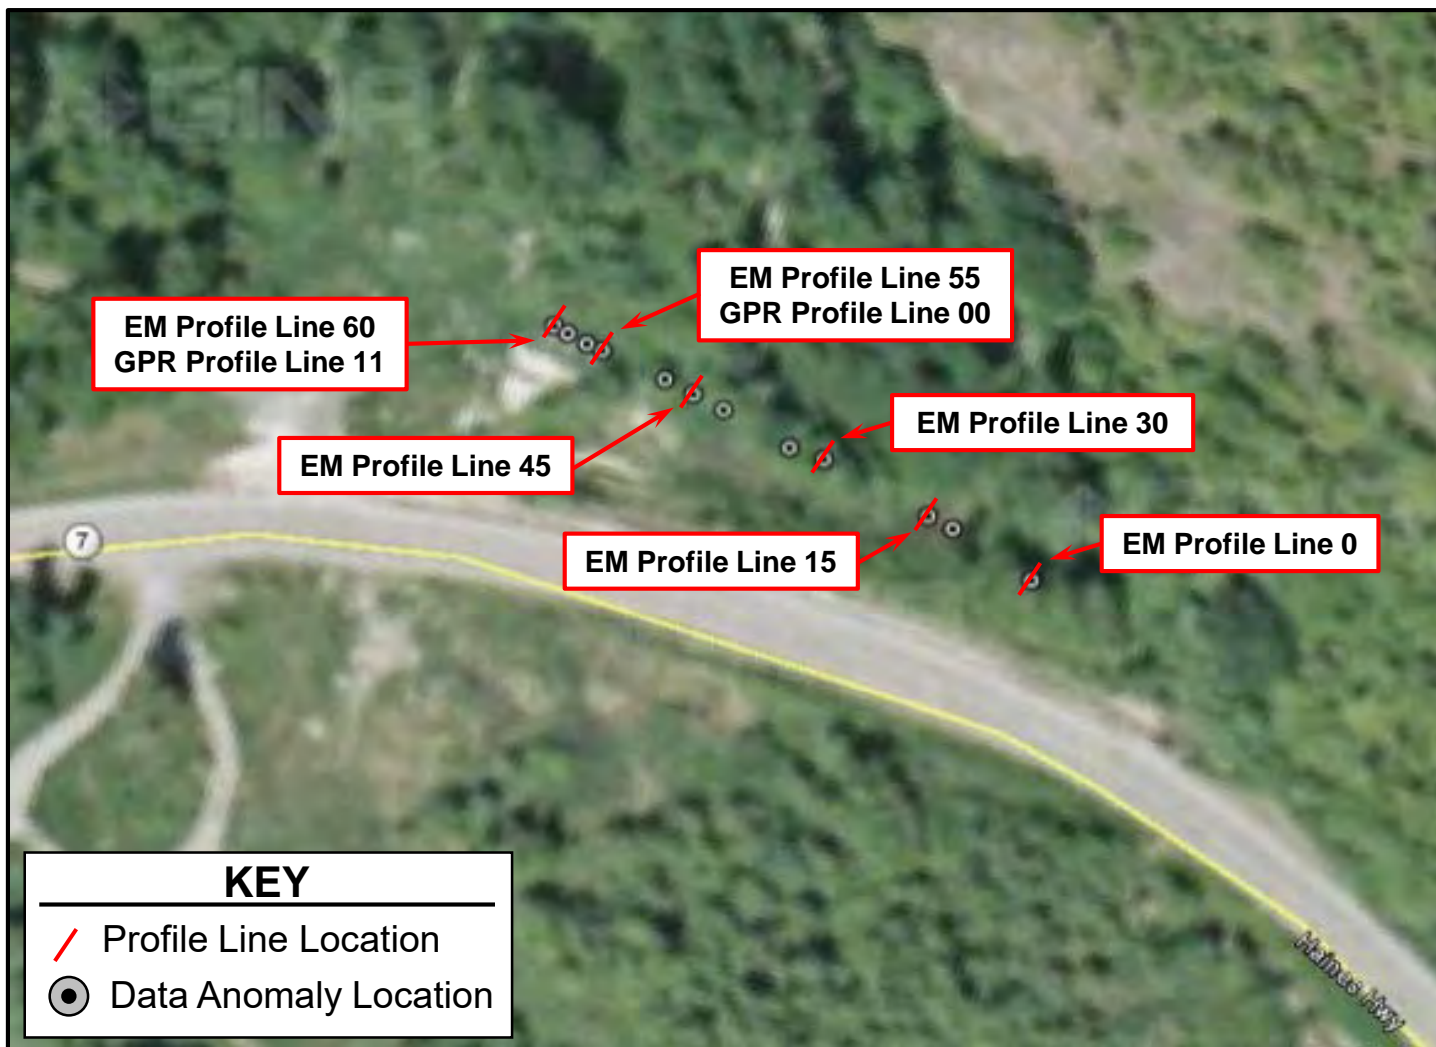 EM Profile Line 55
GPR Profile Line 00
EM Profile Line 60
GPR Profile Line 11
EM Profile Line 30
EM Profile Line 45
EM Profile Line 0
EM Profile Line 15
7
Haines Hwy
KEY
Profile Line Location
Data Anomaly Location